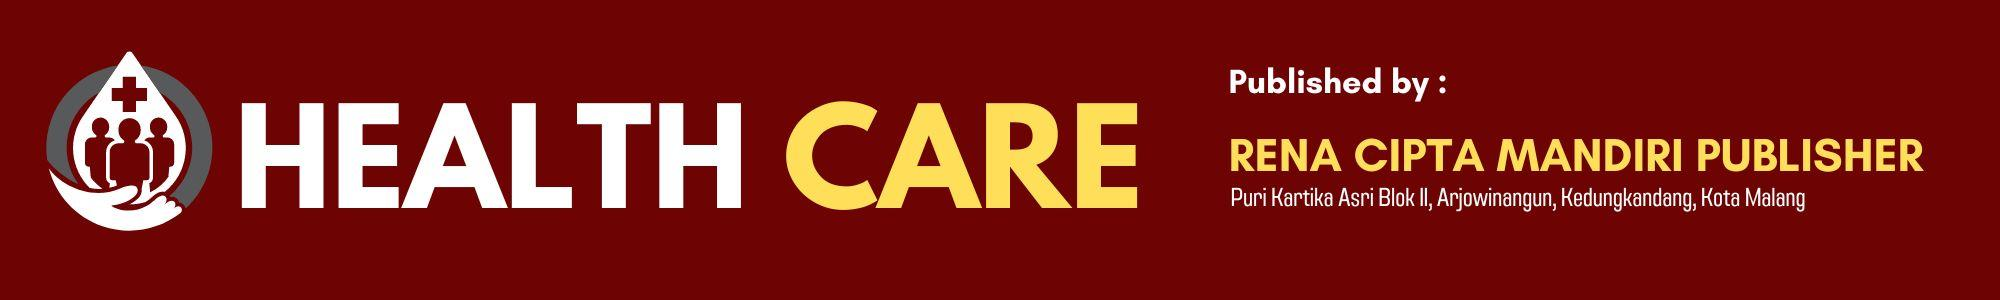 HEALTH CARE
Published by :
RENA CIPTA MANDIRI PUBLISHER
Puri Kartika Asri Blok II, Arjowinangun, Kedungkandang, Kota Malang